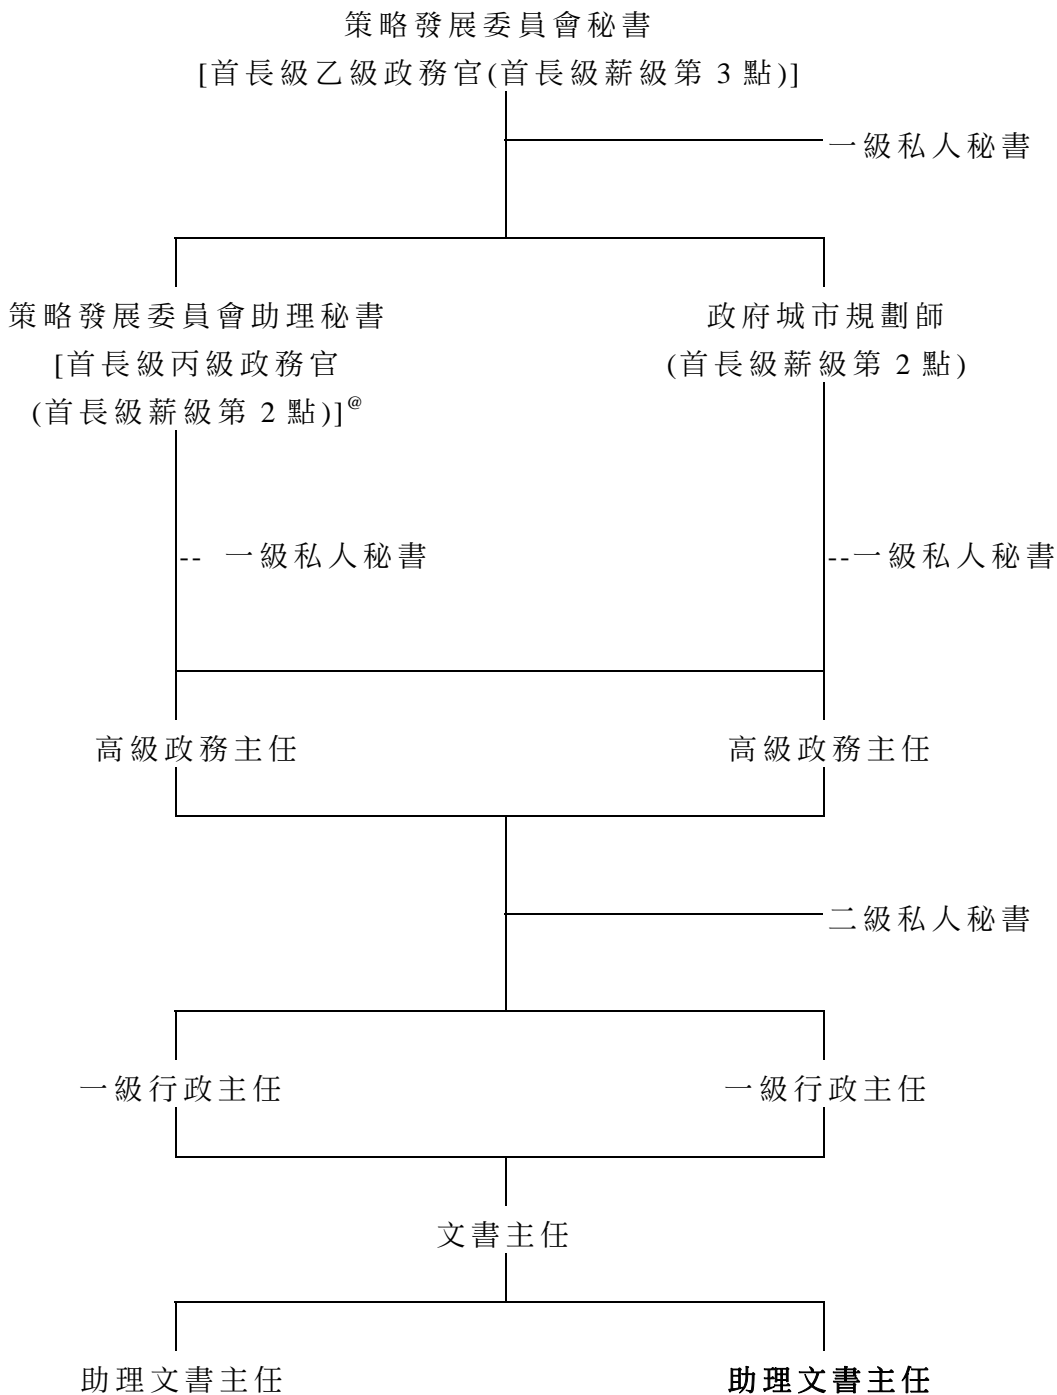 策略發展委員會秘書
[首長級乙級政務官(首長級薪級第 3 點)]
一級私人秘書
策略發展委員會助理秘書
[首長級丙級政務官
(首長級薪級第 2 點)]@
政府城市規劃師
(首長級薪級第 2 點)
-- 一級私人秘書
--一級私人秘書
高級政務主任
高級政務主任
二級私人秘書
一級行政主任
一級行政主任
文書主任
助理文書主任
助理文書主任